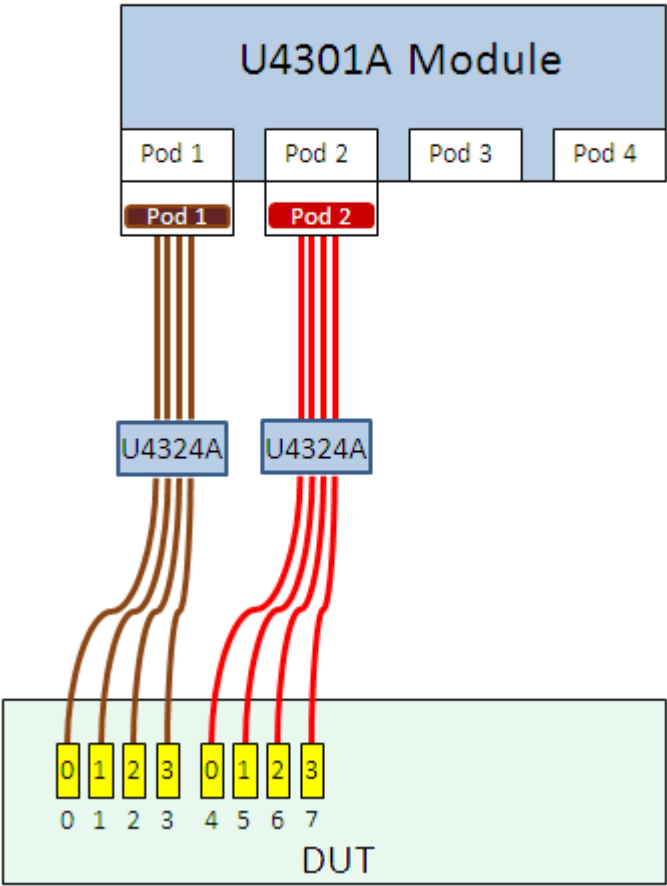 U4301A Module
Pod 1 Pod 2 Pod 3 Pod 4
Pod 1 Pod 2
U4324A U4324A
0 1 2 3 0 1 2 3
0 1 2 3 4 5 6 7
DUT